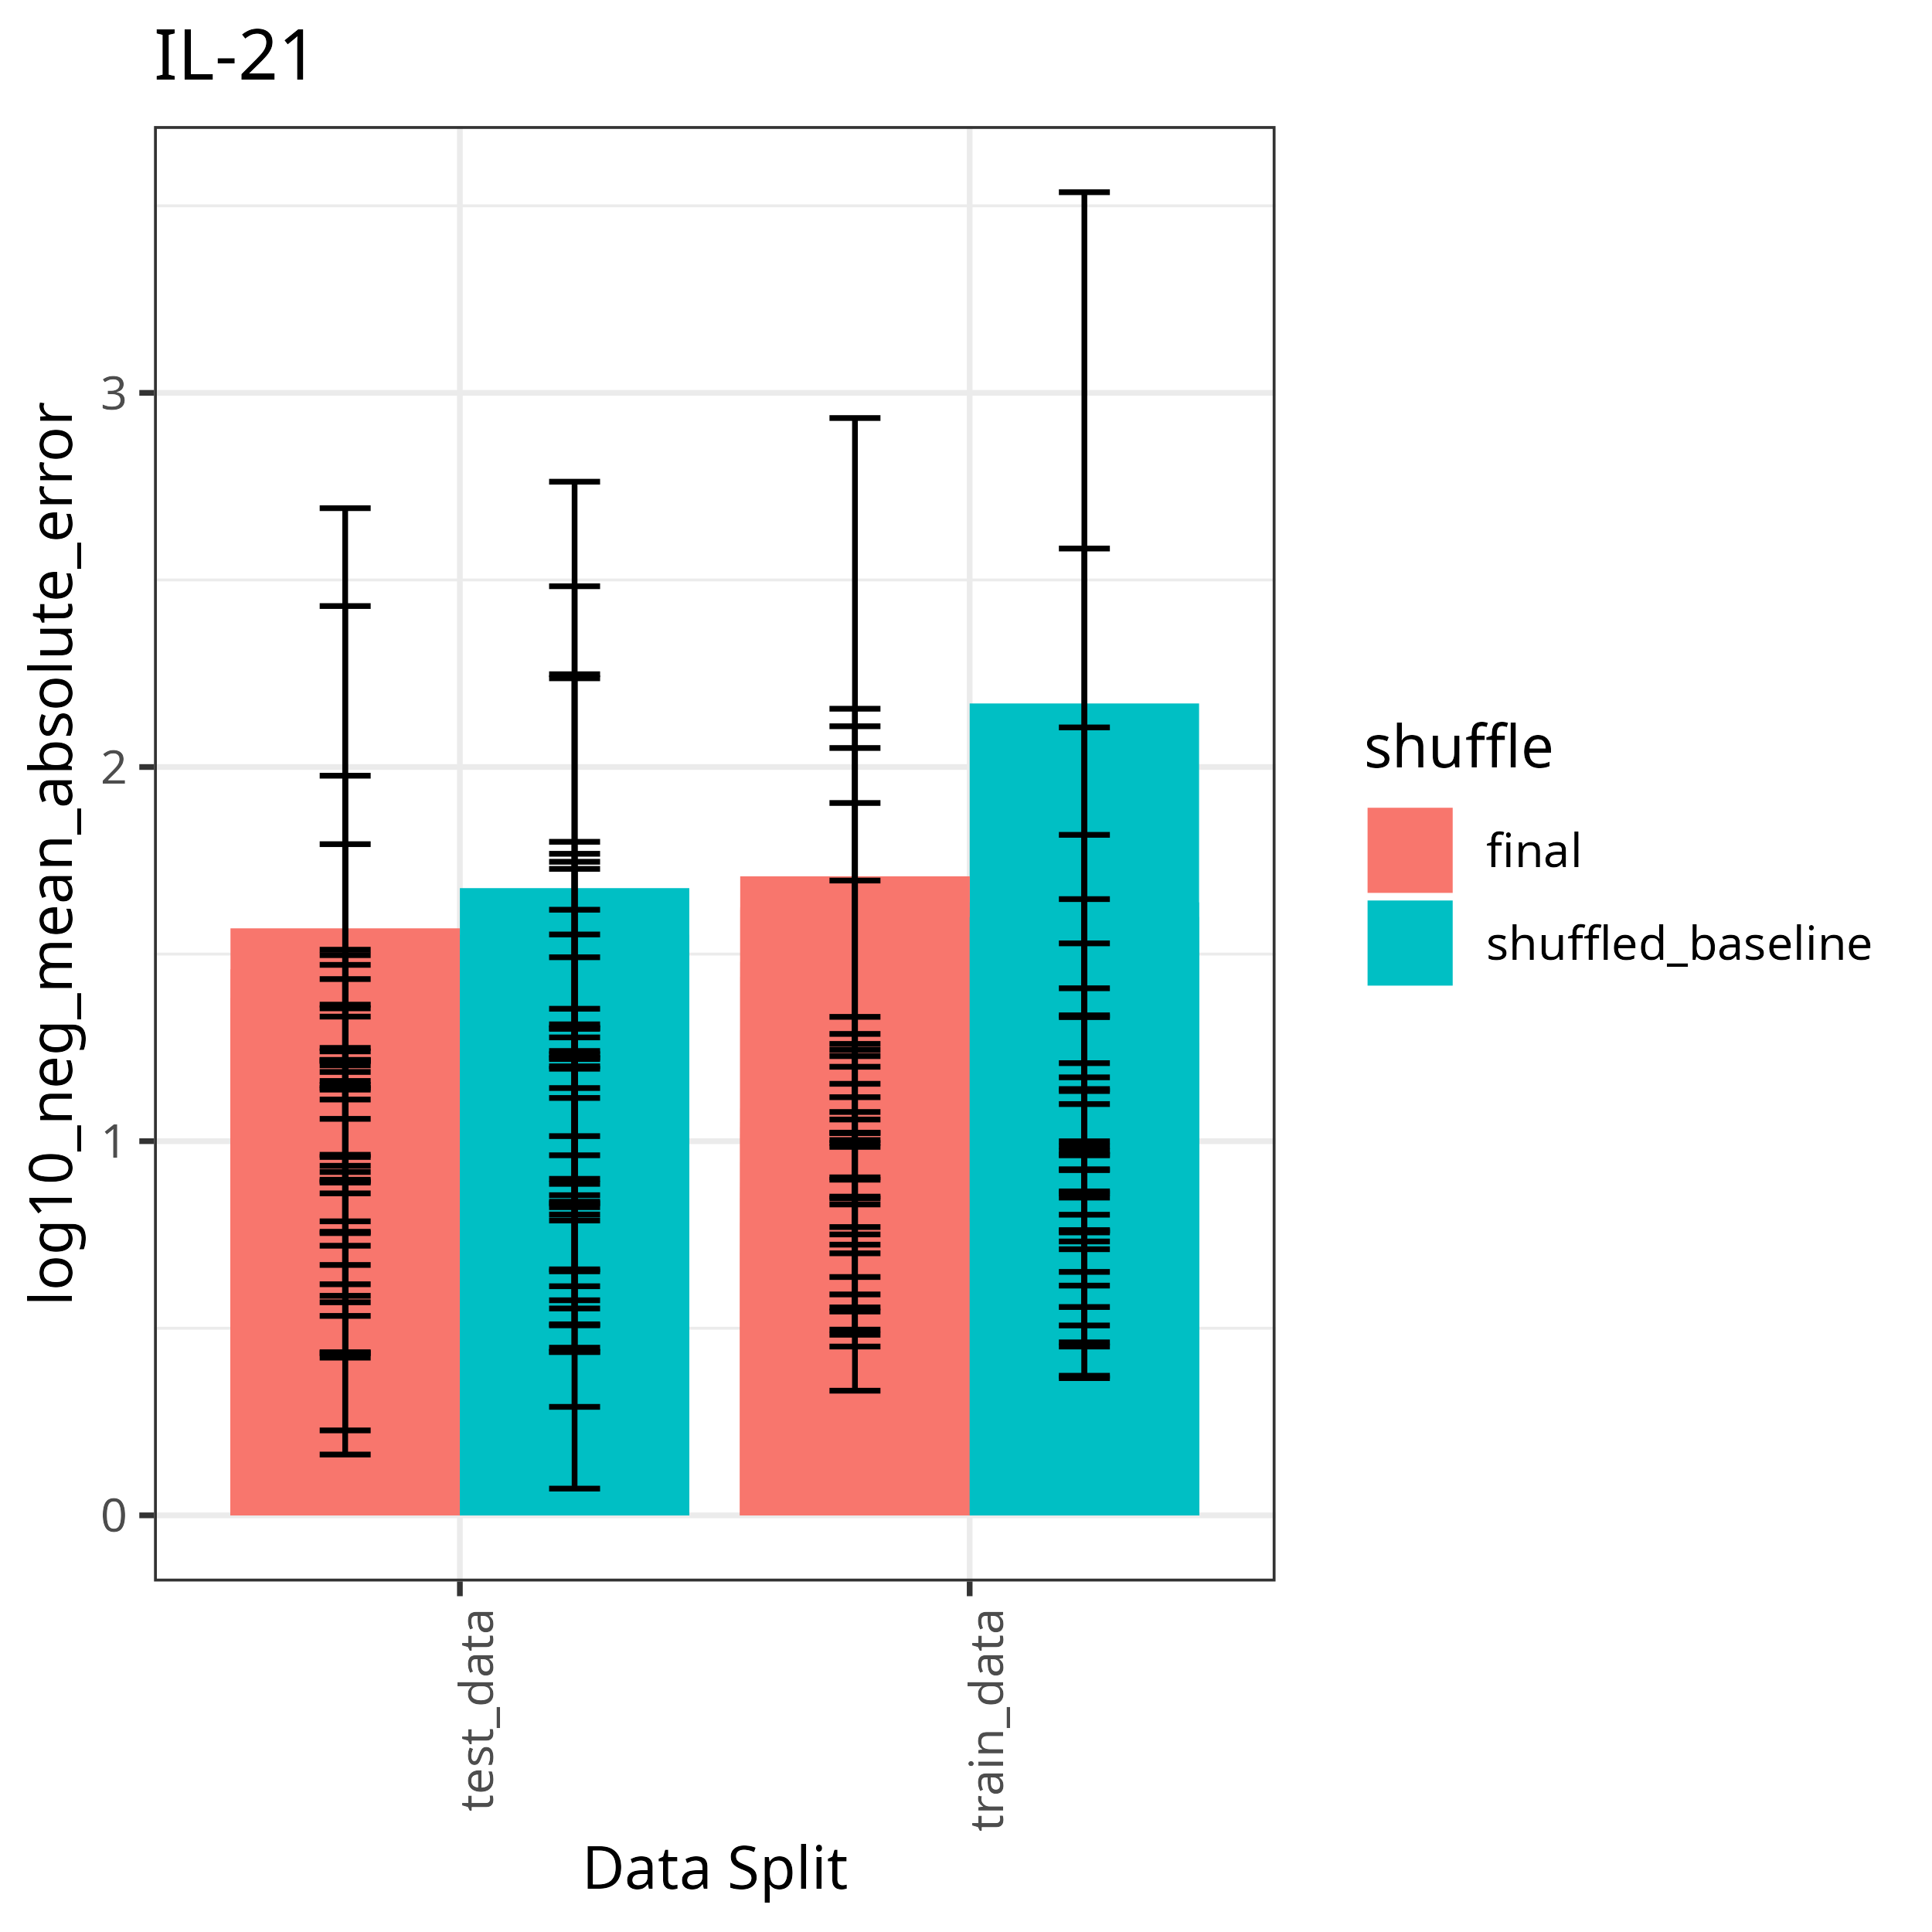 IL-21
log10_neg_mean_absolute_error
3
2
1
0
test_data
train_data
Data Split
shuffle
final
shuffled_baseline